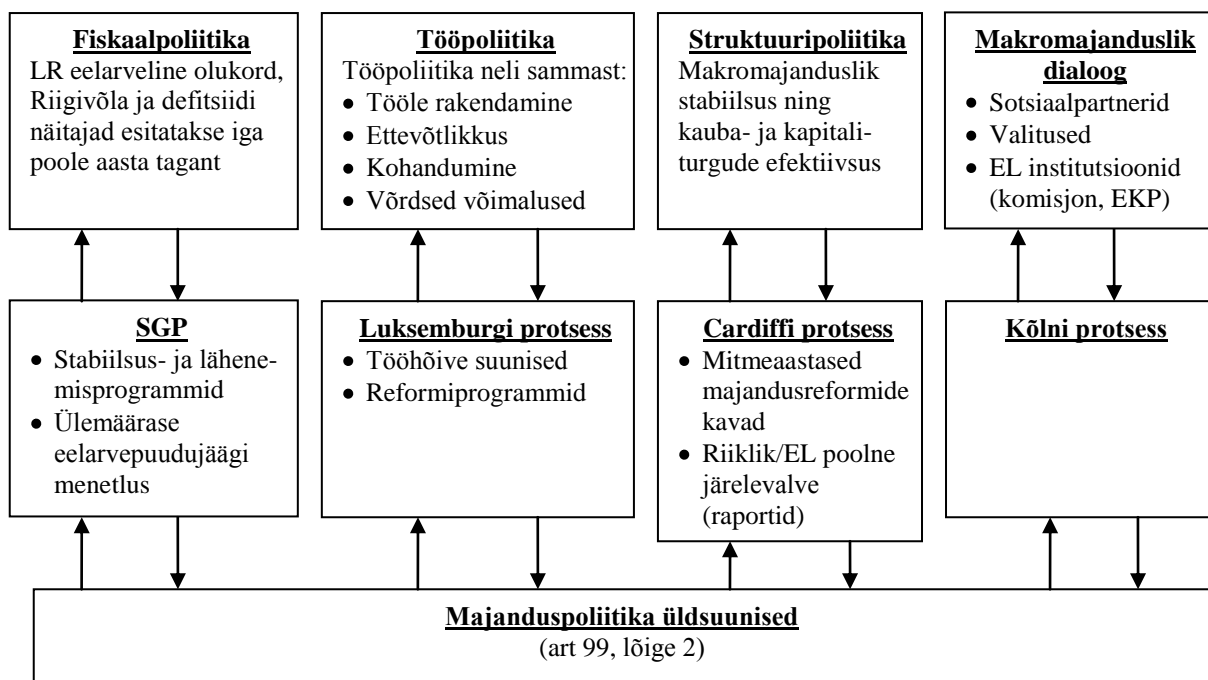 Fiskaalpoliitika
LR eelarveline olukord,
Riigivõla ja defitsiidi
näitajad esitatakse iga
poole aasta tagant
Tööpoliitika
Tööpoliitika neli sammast:
• Tööle rakendamine
• Ettevõtlikkus
• Kohandumine
• Võrdsed võimalused
Struktuuripoliitika
Makromajanduslik
stabiilsus ning
kauba- ja kapitali-
turgude efektiivsus
Makromajanduslik
dialoog
• Sotsiaalpartnerid
• Valitused
• EL institutsioonid
(komisjon, EKP)
SGP
• Stabiilsus- ja lähene-
misprogrammid
• Ülemäärase
eelarvepuudujäägi
menetlus
Luksemburgi protsess
• Tööhõive suunised
• Reformiprogrammid
Cardiffi protsess
• Mitmeaastased
majandusreformide
kavad
• Riiklik/EL poolne
järelevalve
(raportid)
Kõlni protsess
Majanduspoliitika üldsuunised
(art 99, lõige 2)